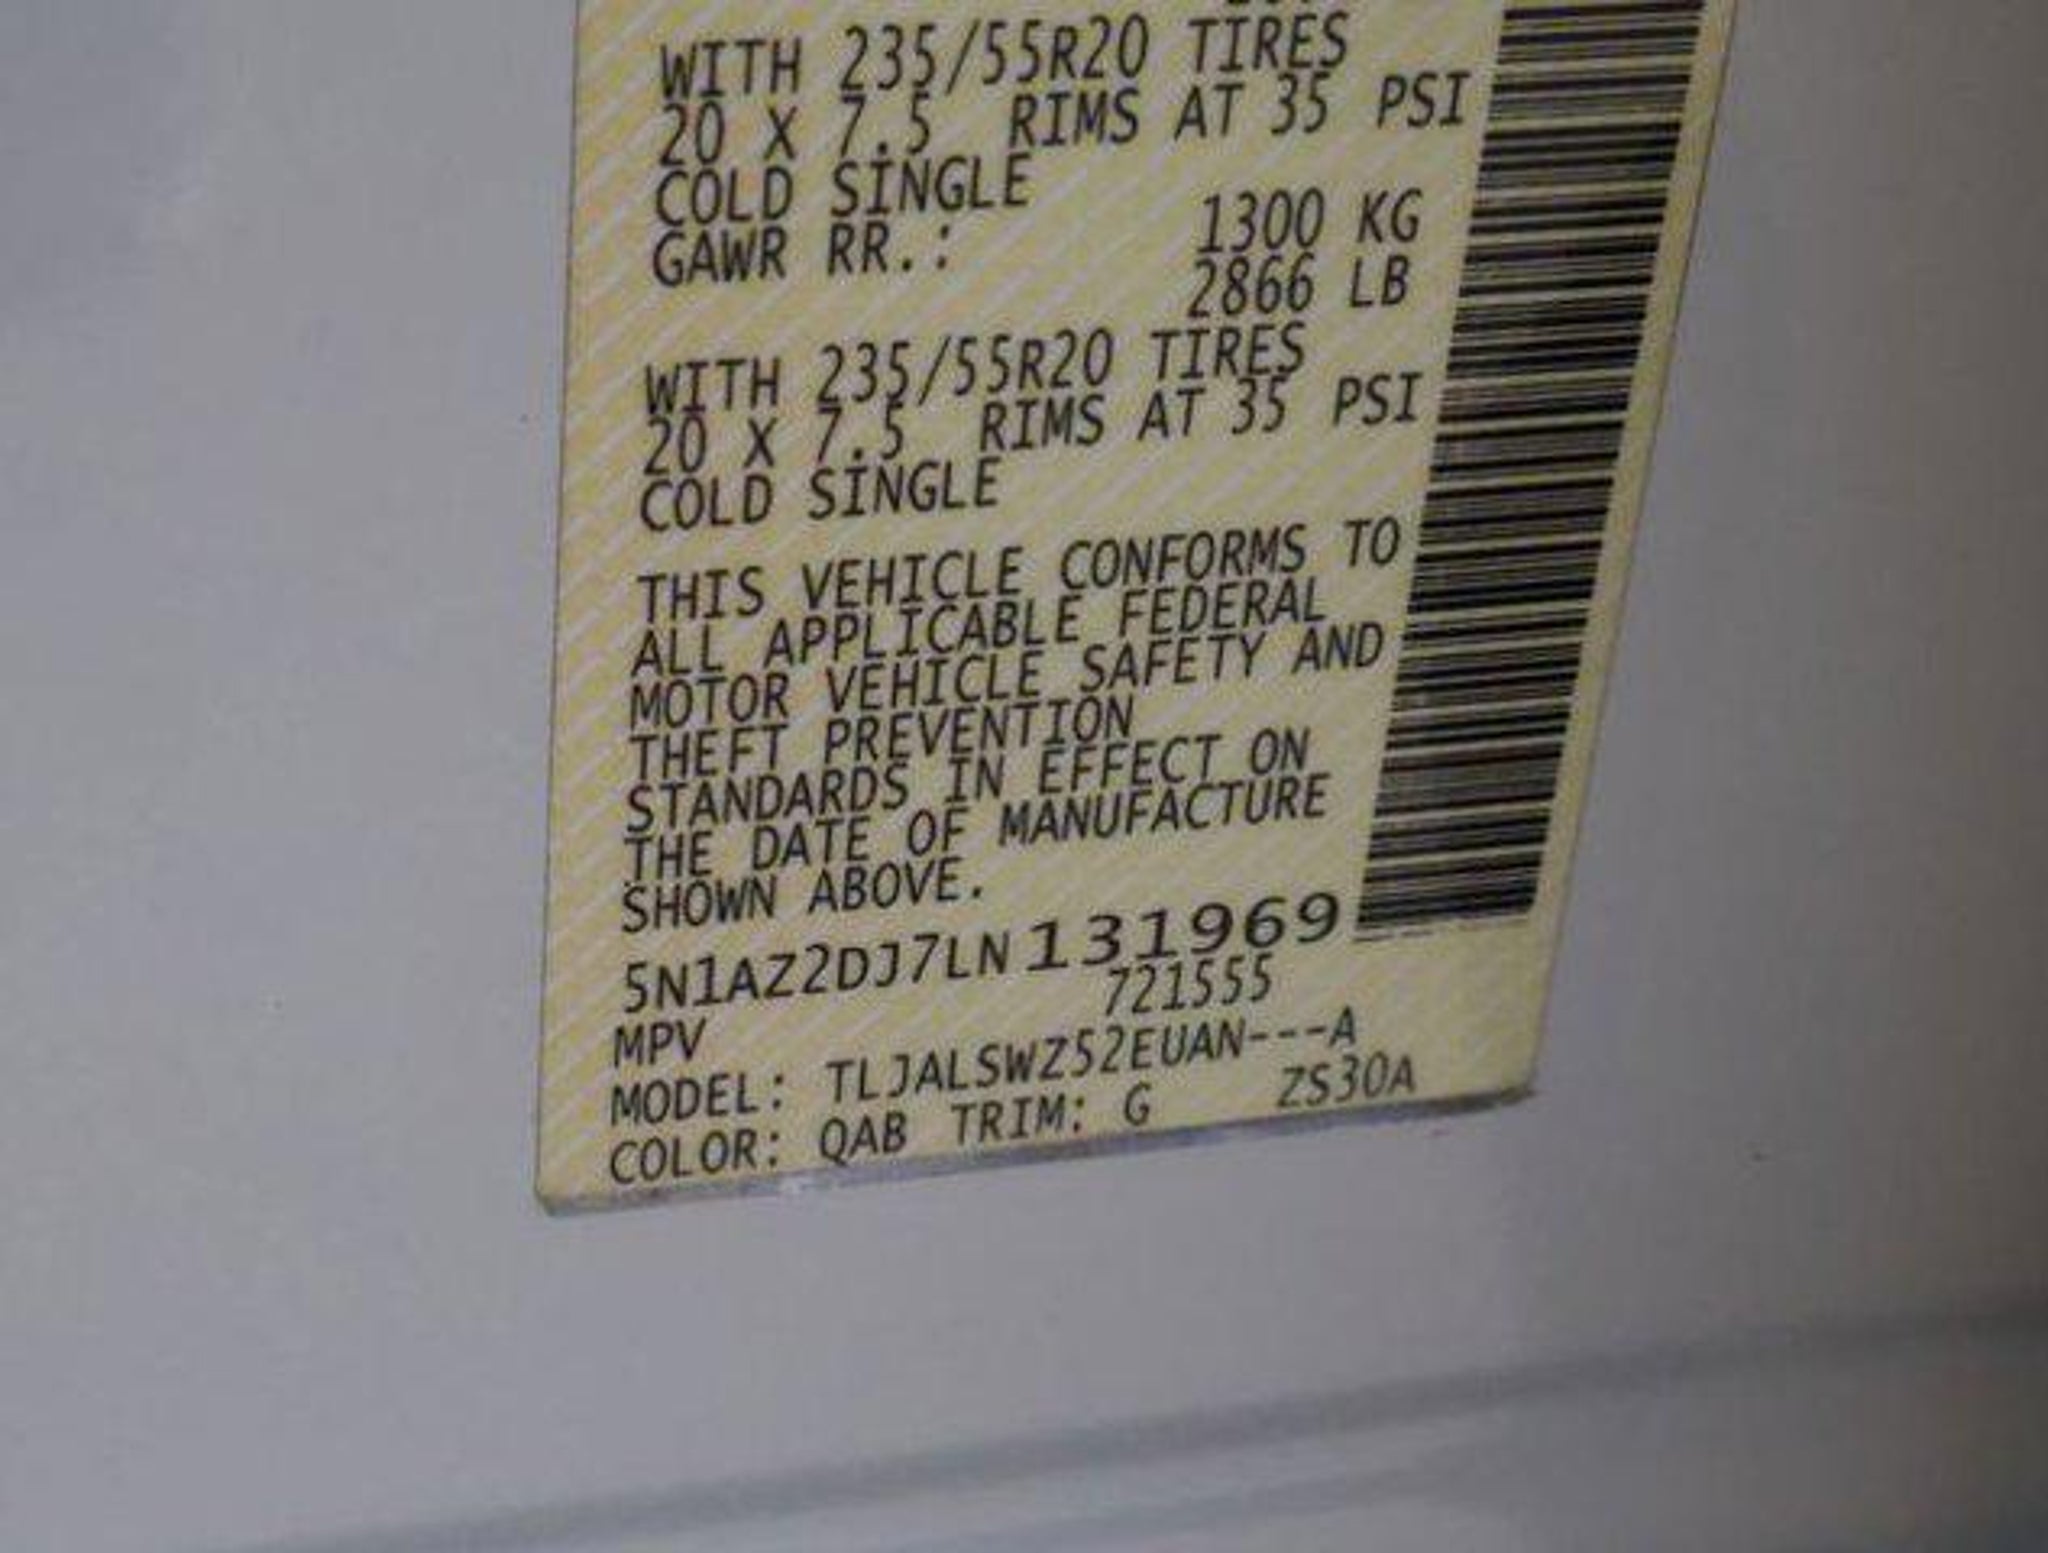 WITH 235/55R20 TIRES
20 X 7.5 RIMS AT 35 PSI
COLD SINGLE
GAWR RR.: 1300 KG
2866 LB
WITH 235/55R20 TIRES
20 X 7.5 RIMS AT 35 PSI
COLD SINGLE
THIS VEHICLE CONFORMS TO
ALL APPLICABLE FEDERAL
MOTOR VEHICLE SAFETY AND
THEFT PREVENTION
STANDARDS IN EFFECT ON
THE DATE OF MANUFACTURE
SHOWN ABOVE.
5N1AZ2DJ7LN131969
721555
MPV
MODEL: TLJALSWZ52EUAN---A
COLOR: QAB TRIM: G ZS30A